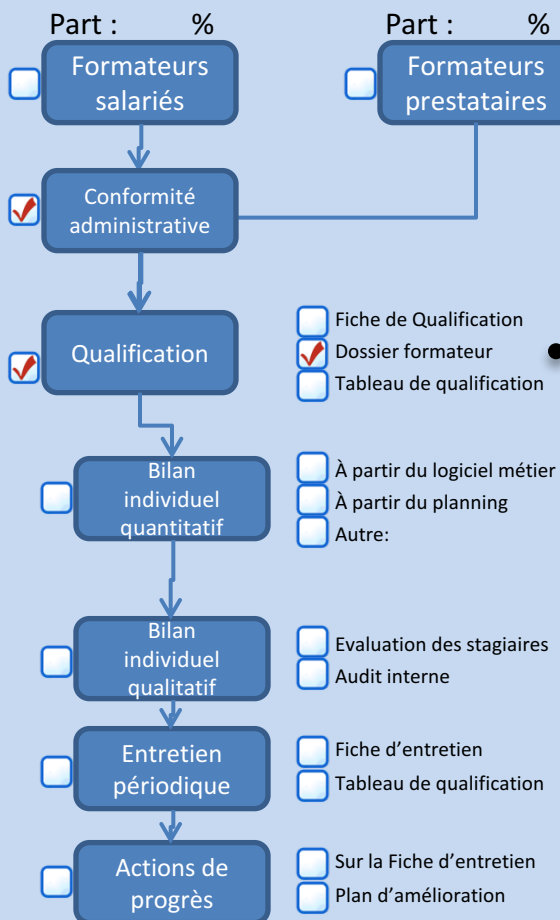 Part : %
Part : %
Formateurs
salariés
Formateurs
prestataires
Conformité
administrative
Qualification
Fiche de Qualification
Dossier formateur
Tableau de qualification
Bilan
individuel
quantitatif
À partir du logiciel métier
À partir du planning
Autre:
Bilan
individuel
qualitatif
Evaluation des stagiaires
Audit interne
Entretien
périodique
Fiche d'entretien
Tableau de qualification
Actions de
progrès
Sur la Fiche d'entretien
Plan d'amélioration